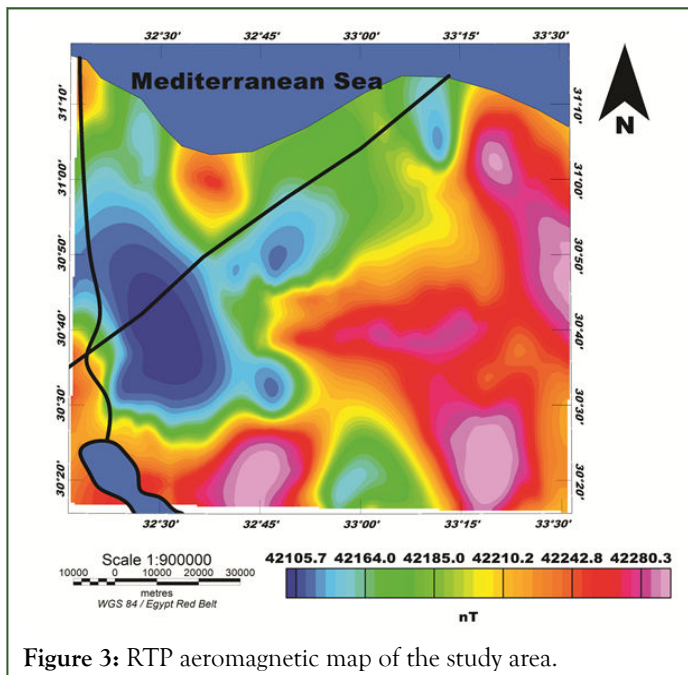 32°30' 32°45' 33°00' 33°15' 33°30'
Mediterranean Sea
31°10' 31°10'
N
31°00' 31°00'
30°50' 30°50'
30°40' 30°40'
30°30' 30°30'
30°20' 30°20'
32°30' 32°45' 33°00' 33°15' 33°30'
Scale 1:900000
10000 0 10000 20000 30000
metres
WGS 84 / Egypt Red Belt
42105.7 42164.0 42185.0 42210.2 42242.8 42280.3
nT
Figure 3: RTP aeromagnetic map of the study area.